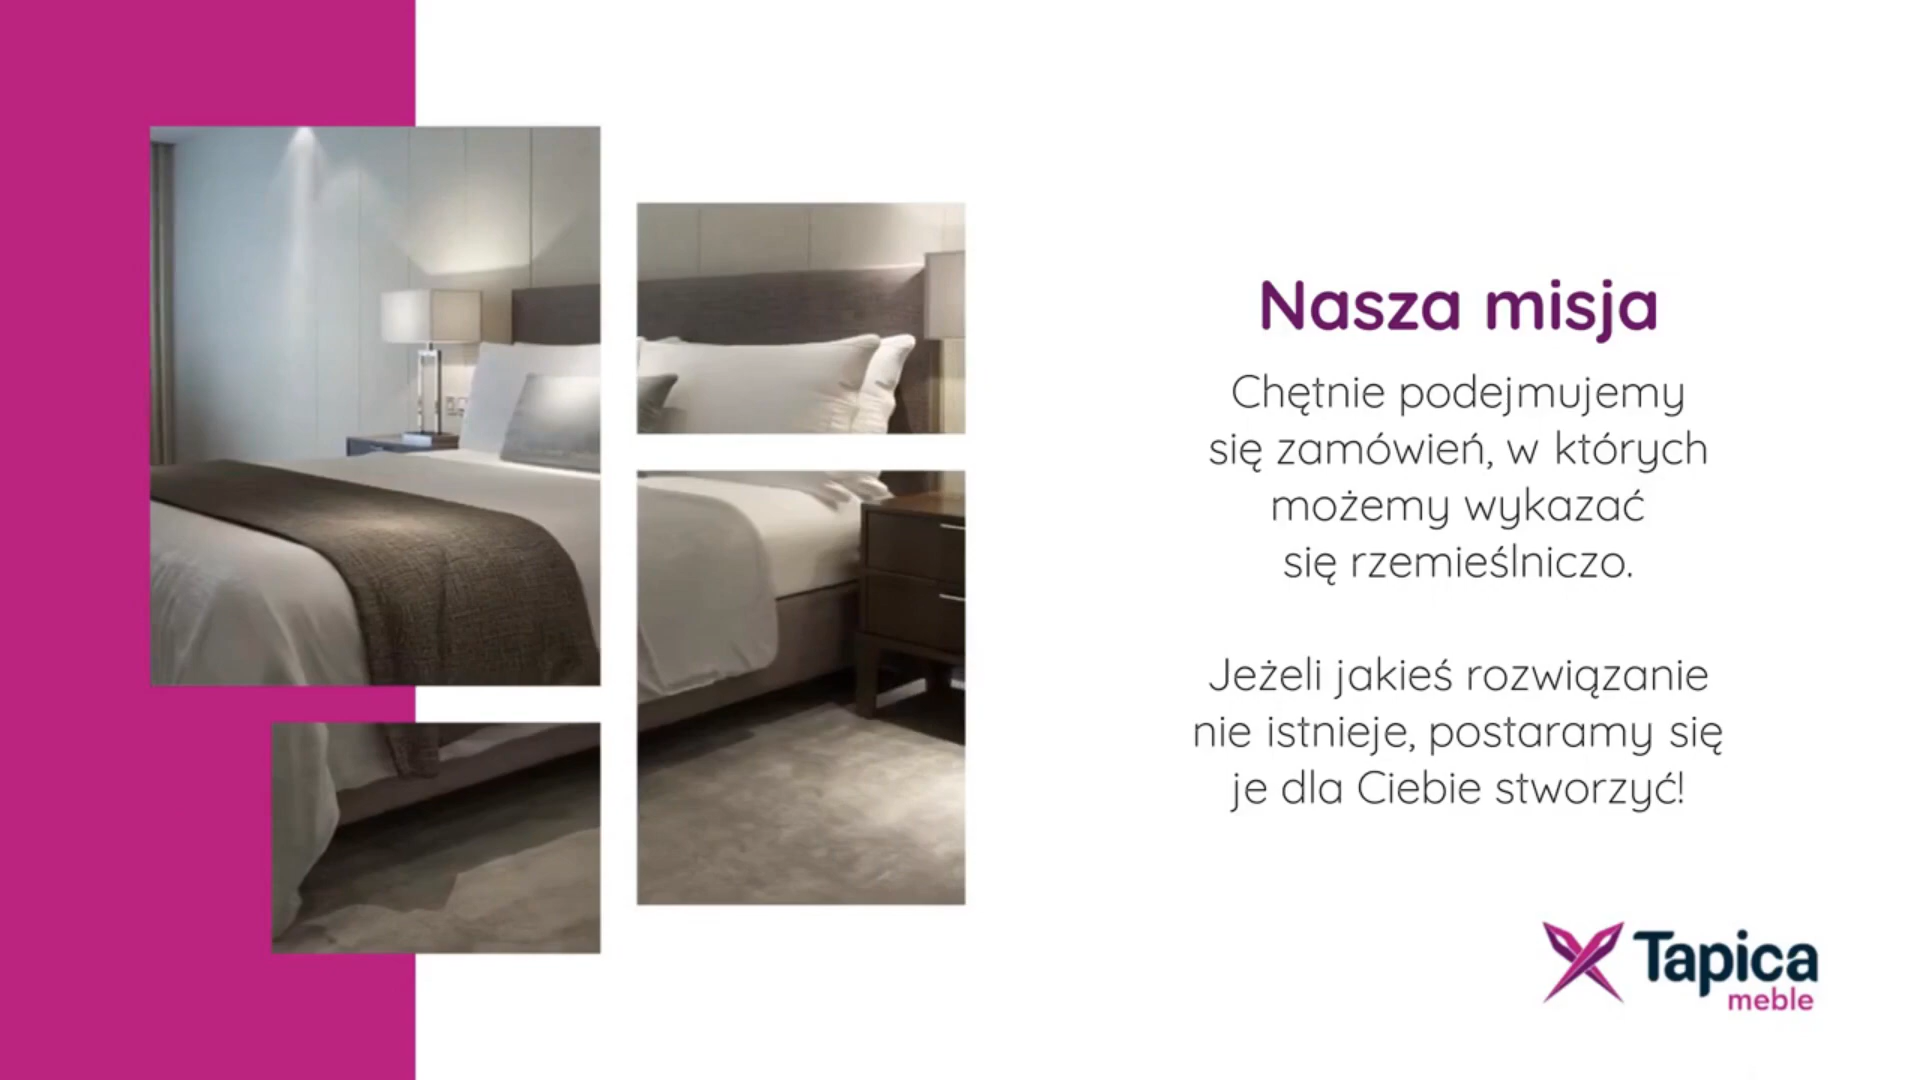 Nasza misja
Chętnie podejmujemy
się zamówień, w których
możemy wykazać
się rzemieślniczo.
Jeżeli jakieś rozwiązanie
nie istnieje, postaramy się
je dla Ciebie stworzyć!
Tapica
meble